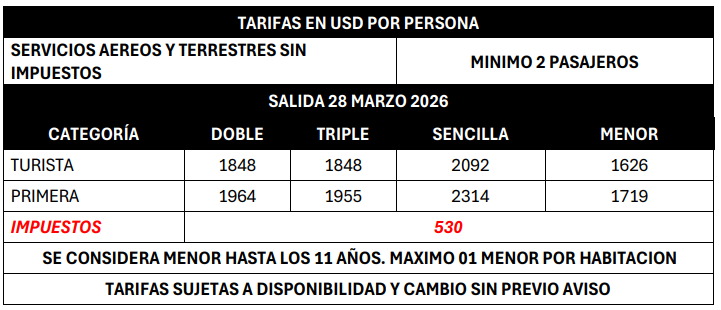 TARIFAS EN USD POR PERSONA
SERVICIOS AEREOS Y TERRESTRES SIN
IMPUESTOS
MINIMO 2 PASAJEROS
SALIDA 28 MARZO 2026
CATEGORÍA DOBLE TRIPLE SENCILLA MENOR
TURISTA 1848 1848 2092 1626
PRIMERA 1964 1955 2314 1719
IMPUESTOS 530
SE CONSIDERA MENOR HASTA LOS 11 AÑOS. MAXIMO 01 MENOR POR HABITACION
TARIFAS SUJETAS A DISPONIBILIDAD Y CAMBIO SIN PREVIO AVISO